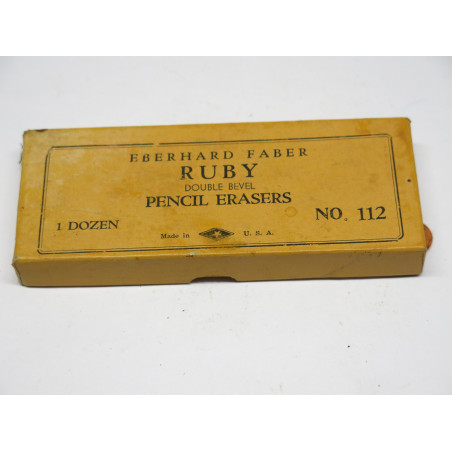 EBERHARD FABER
RUBY
DOUBLE BEVEL
PENCIL ERASERS
1 DOZEN
NO. 112
Made in U. S. A.